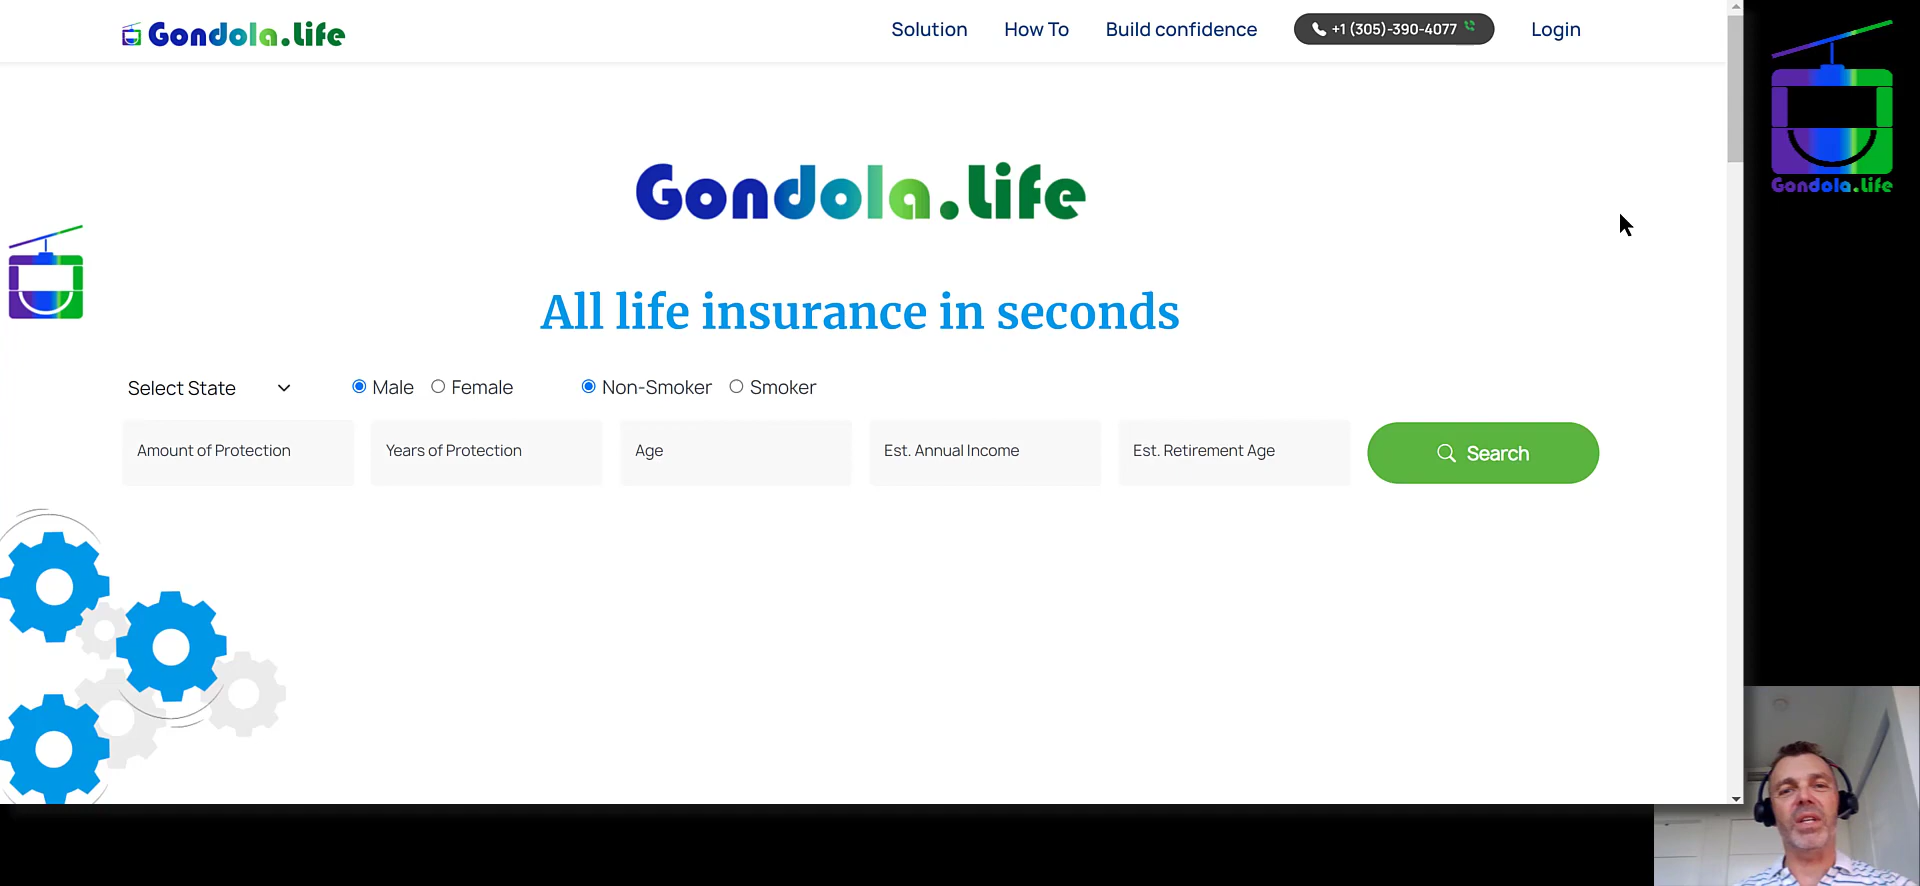 Gondola.Life
Solution
How To
Build confidence
+1 (305)-390-4077
Login
Gondola.Life
Gondola.Life
All life insurance in seconds
Select State
Male
Female
Non-Smoker
Smoker
Amount of Protection
Years of Protection
Age
Est. Annual Income
Est. Retirement Age
Search